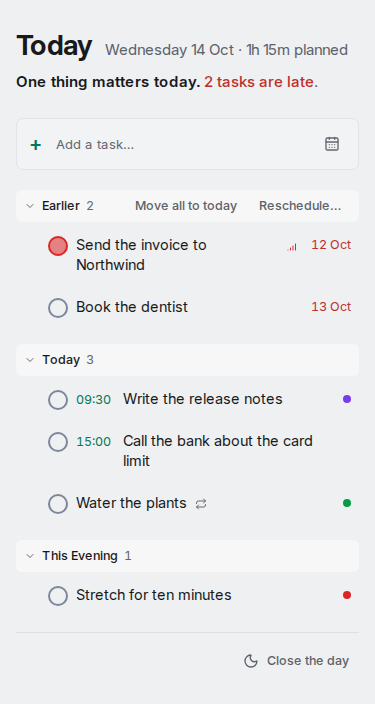 Today Wednesday 14 Oct · 1h 15m planned
One thing matters today. 2 tasks are late.
+ Add a task...
Earlier 2 Move all to today Reschedule...
Send the invoice to 12 Oct
Northwind
Book the dentist 13 Oct
Today 3
09:30 Write the release notes
15:00 Call the bank about the card
limit
Water the plants
This Evening 1
Stretch for ten minutes
Close the day